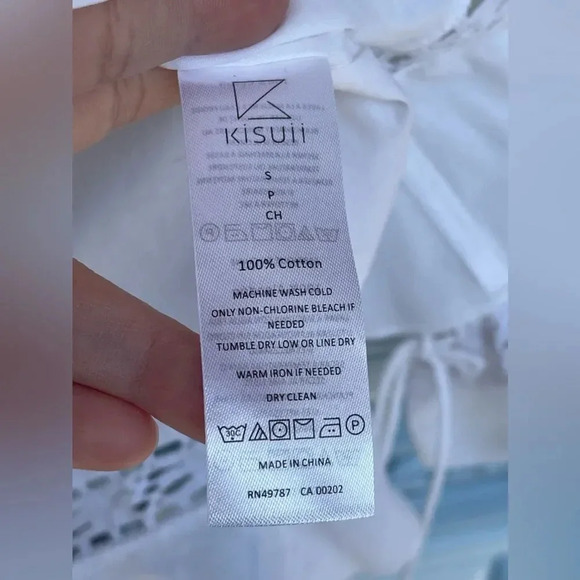 KiSUii
S
P
CH
100% Cotton
MACHINE WASH COLD
ONLY NON-CHLORINE BLEACH IF
NEEDED
TUMBLE DRY LOW OR LINE DRY
WARM IRON IF NEEDED
DRY CLEAN
30C P
MADE IN CHINA
RN49787 CA 00202